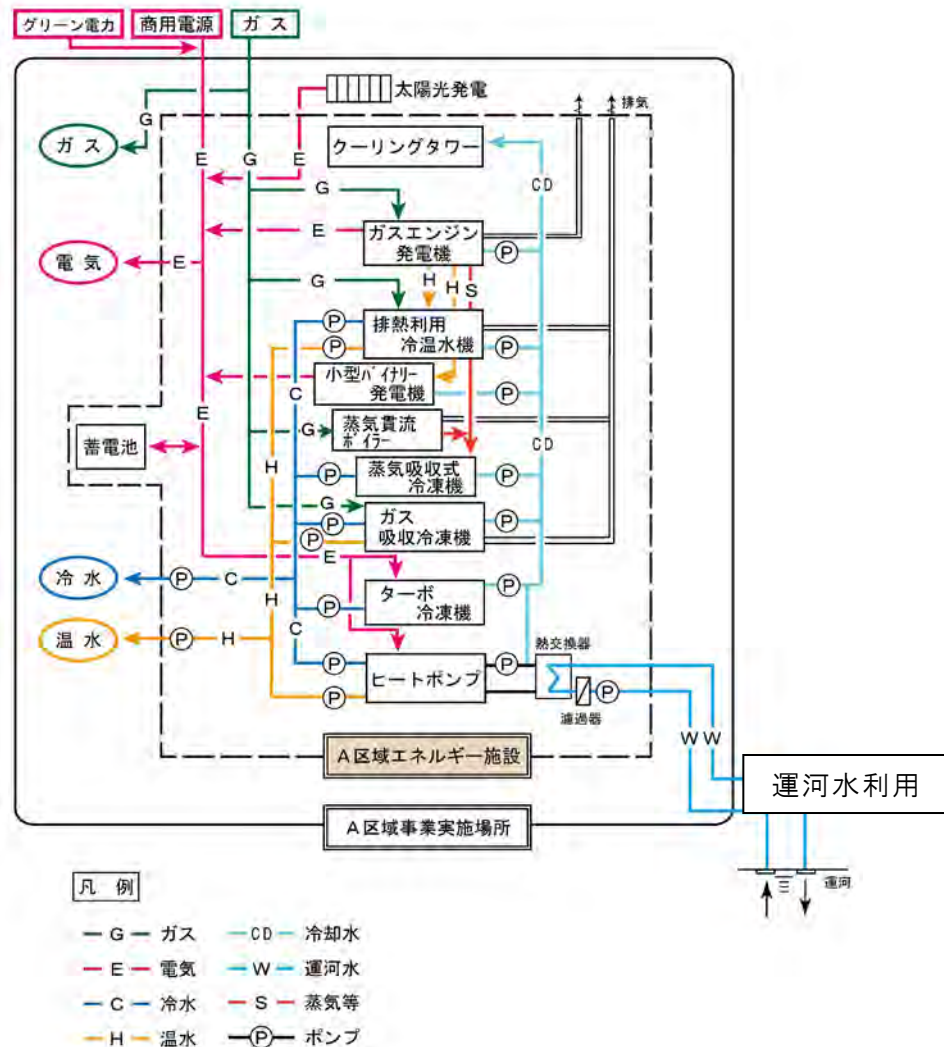 グリーン電力
商用電源
ガス
太陽光発電
排気
G
ガス
E
G
E
クーリングタワー
CD
G
E
ガスエンジン
発電機
P
電気
E
H
H
S
G
P
排熱利用
冷温水機
P
P
小型バイナリー
発電機
P
C
E
蒸気貫流
ボイラー
G
CD
蓄電池
H
P
蒸気吸収式
冷凍機
P
G
P
ガス
吸収冷凍機
P
P
E
冷水
P
C
ターボ
冷凍機
P
H
P
温水
P
H
C
熱交換器
P
ヒートポンプ
P
P
P
濾過器
W
W
A区域エネルギー施設
運河水利用
A区域事業実施場所
運河
凡例
G ガス
CD 冷却水
E 電気
W 運河水
C 冷水
S 蒸気等
H 温水
P ポンプ